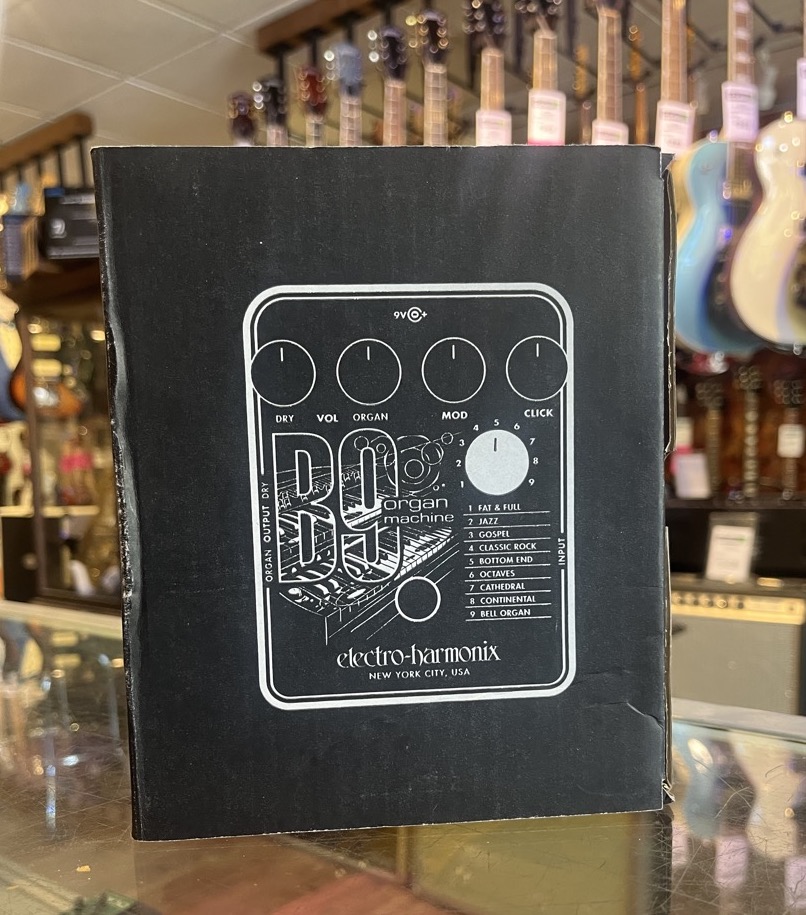 9V +
DRY VOL ORGAN MOD CLICK
1 2 3 4 5 6 7 8 9
B9
organ
machine
ORGAN OUTPUT DRY
INPUT
1 FAT & FULL
2 JAZZ
3 GOSPEL
4 CLASSIC ROCK
5 BOTTOM END
6 OCTAVES
7 CATHEDRAL
8 CONTINENTAL
9 BELL ORGAN
electro-harmonix
NEW YORK CITY, USA